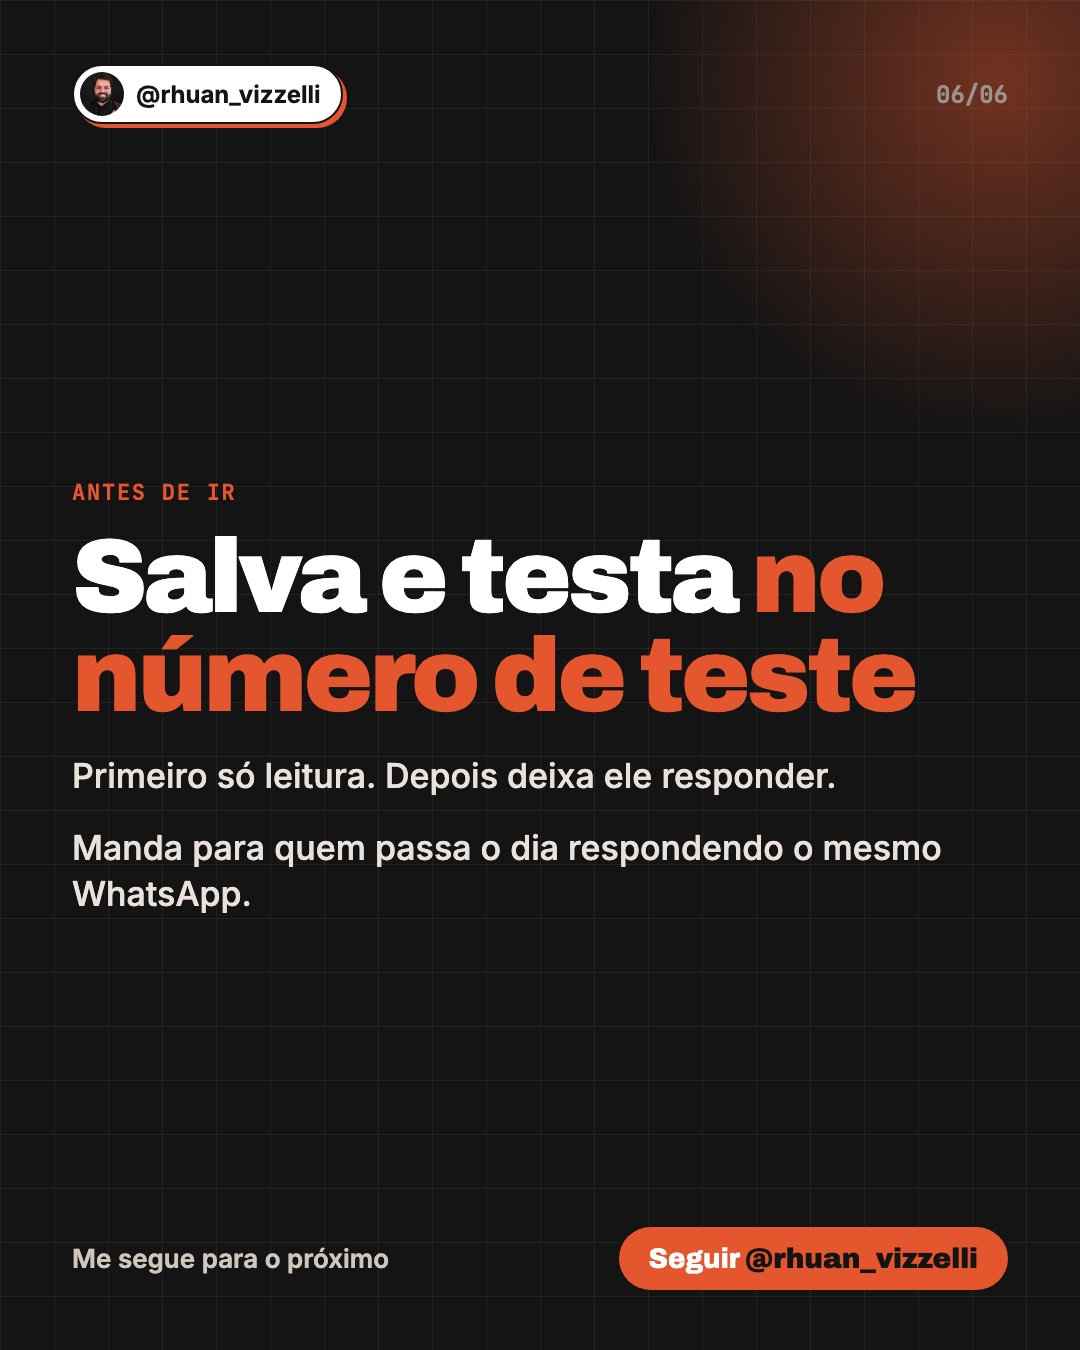 @rhuan_vizzelli
06/06
ANTES DE IR
Salva e testa no
número de teste
Primeiro só leitura. Depois deixa ele responder.
Manda para quem passa o dia respondendo o mesmo
WhatsApp.
Me segue para o próximo
Seguir @rhuan_vizzelli